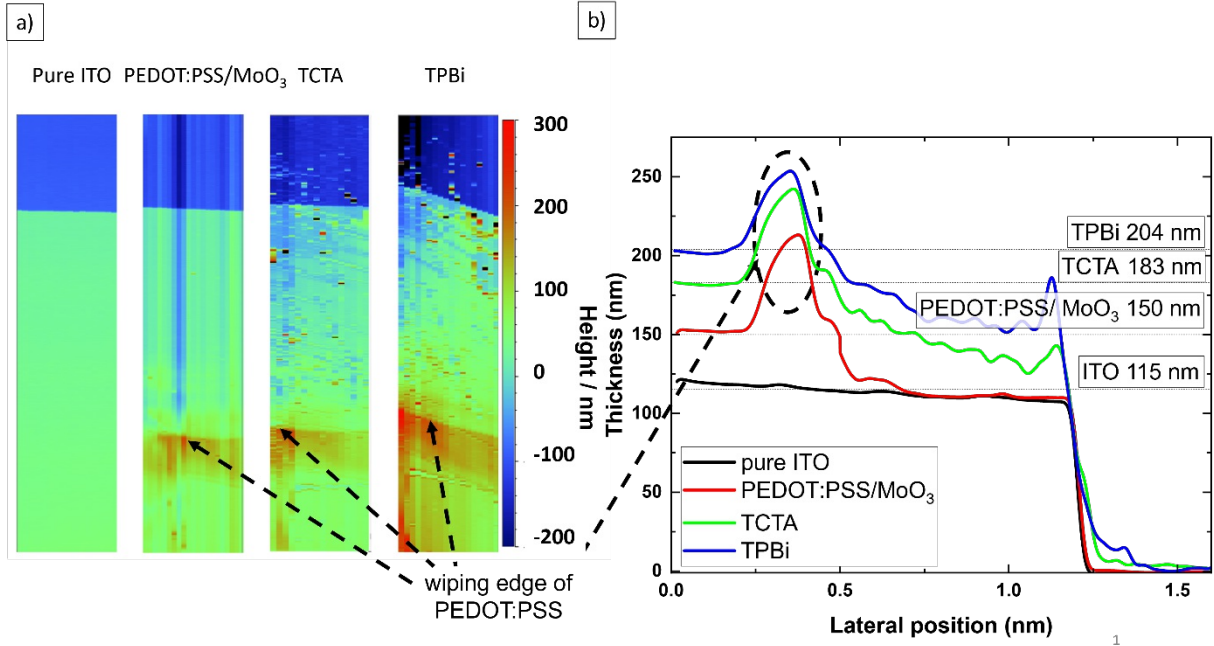 a)
b)
Pure ITO PEDOT:PSS/MoO₃ TCTA TPBi
300
200
100
0
-100
-200
Height / nm
wiping edge of
PEDOT:PSS
250
200
150
100
50
0
Thickness (nm)
TPBi 204 nm
TCTA 183 nm
PEDOT:PSS/ MoO₃ 150 nm
ITO 115 nm
pure ITO
PEDOT:PSS/MoO₃
TCTA
TPBi
0.0 0.5 1.0 1.5
Lateral position (nm)
1